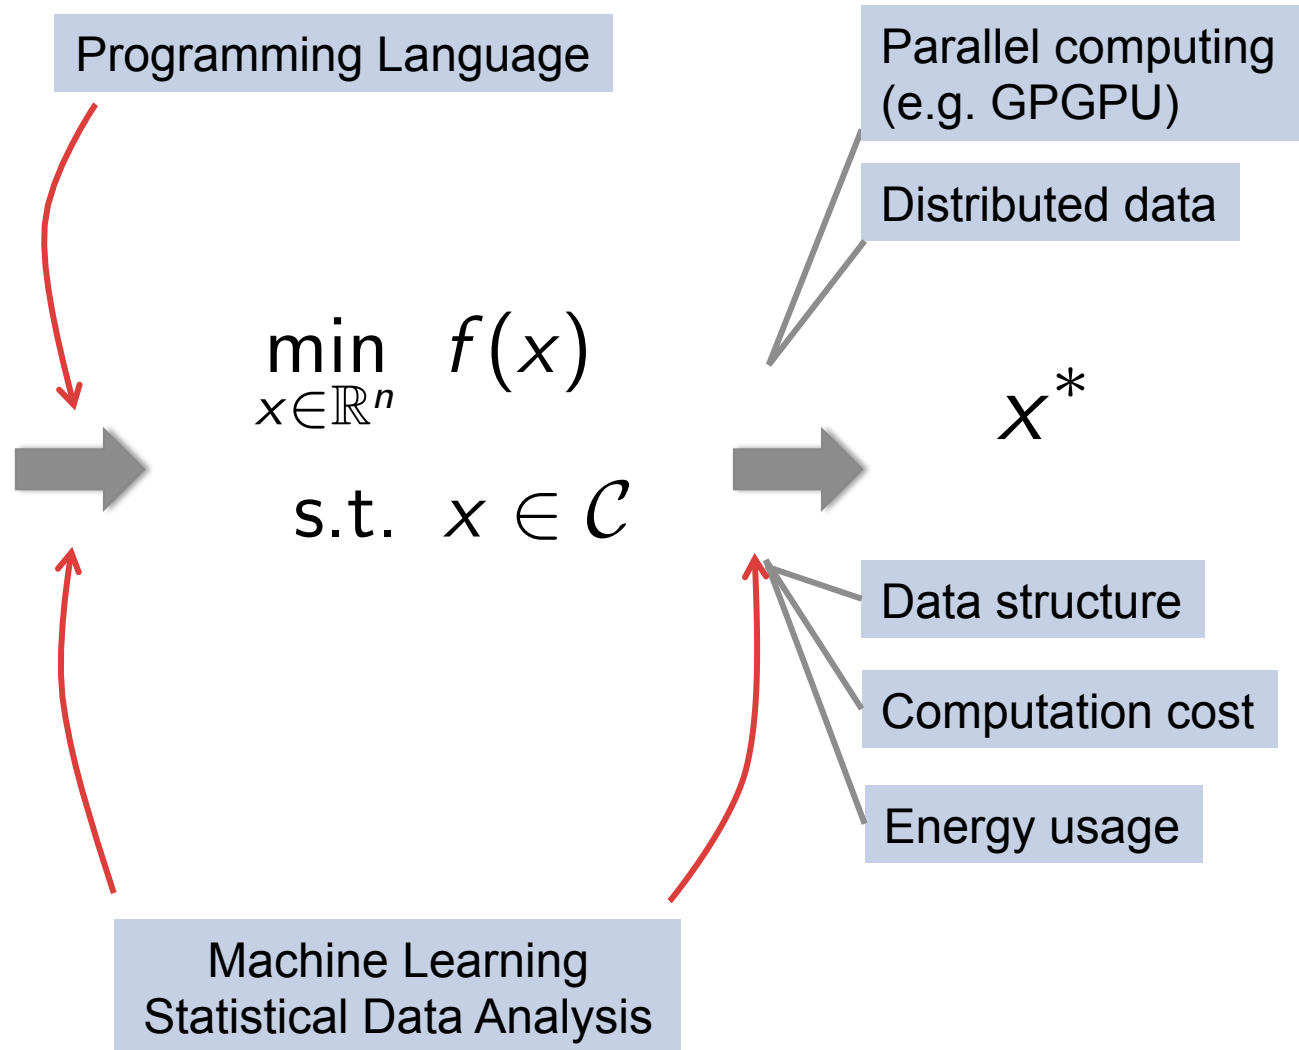 Programming Language
Parallel computing
(e.g. GPGPU)
Distributed data
min f(x)
x∈ℝⁿ
s.t. x ∈ 𝒞
x*
Data structure
Computation cost
Energy usage
Machine Learning
Statistical Data Analysis